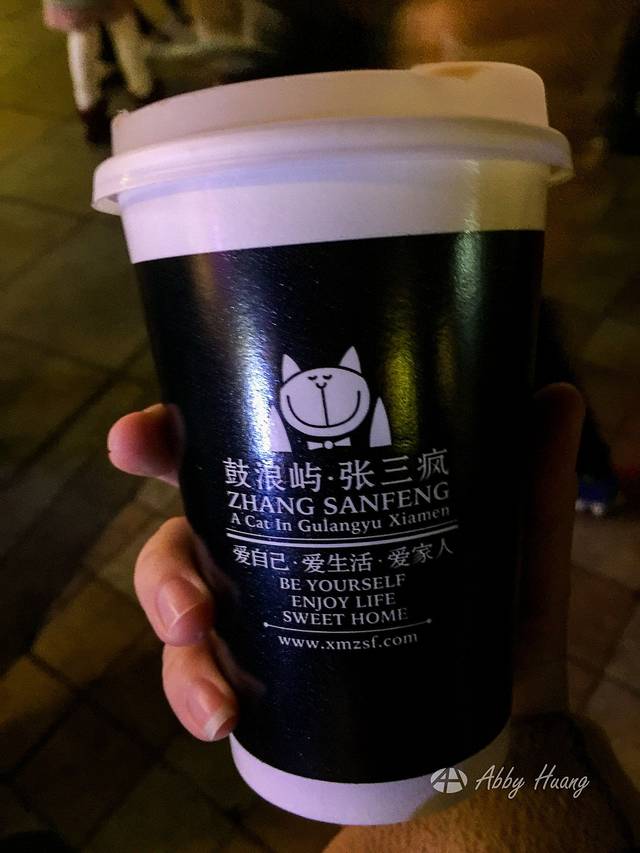 鼓浪屿·张三疯
ZHANG SANFENG
A Cat In Gulangyu Xiamen
爱自己·爱生活·爱家人
BE YOURSELF
ENJOY LIFE
SWEET HOME
www.xmzsf.com
Abby Huang